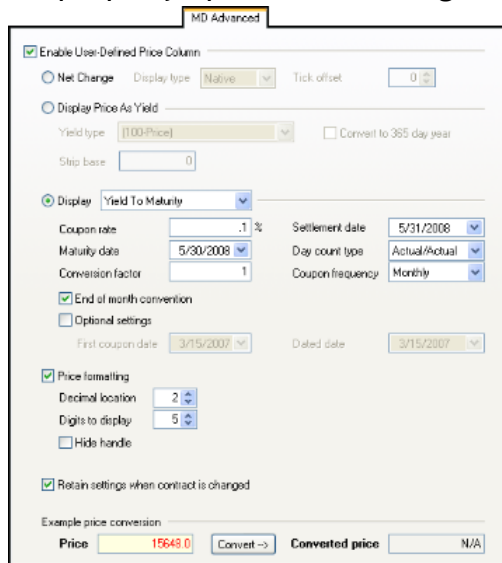 MD Advanced
Enable User-Defined Price Column
Net Change Display type Native Tick offset 0
Display Price As Yield
Yield type (100-Price) Convert to 365 day year
Strip base 0
Display Yield To Maturity
Coupon rate .1 % Settlement date 5/31/2008
Maturity date 5/30/2008 Day count type Actual/Actual
Conversion factor 1 Coupon frequency Monthly
End of month convention
Optional settings
First coupon date 3/15/2007 Dated date 3/15/2007
Price formatting
Decimal location 2
Digits to display 5
Hide handle
Retain settings when contract is changed
Example price conversion
Price 15648.0 Convert --> Converted price N/A